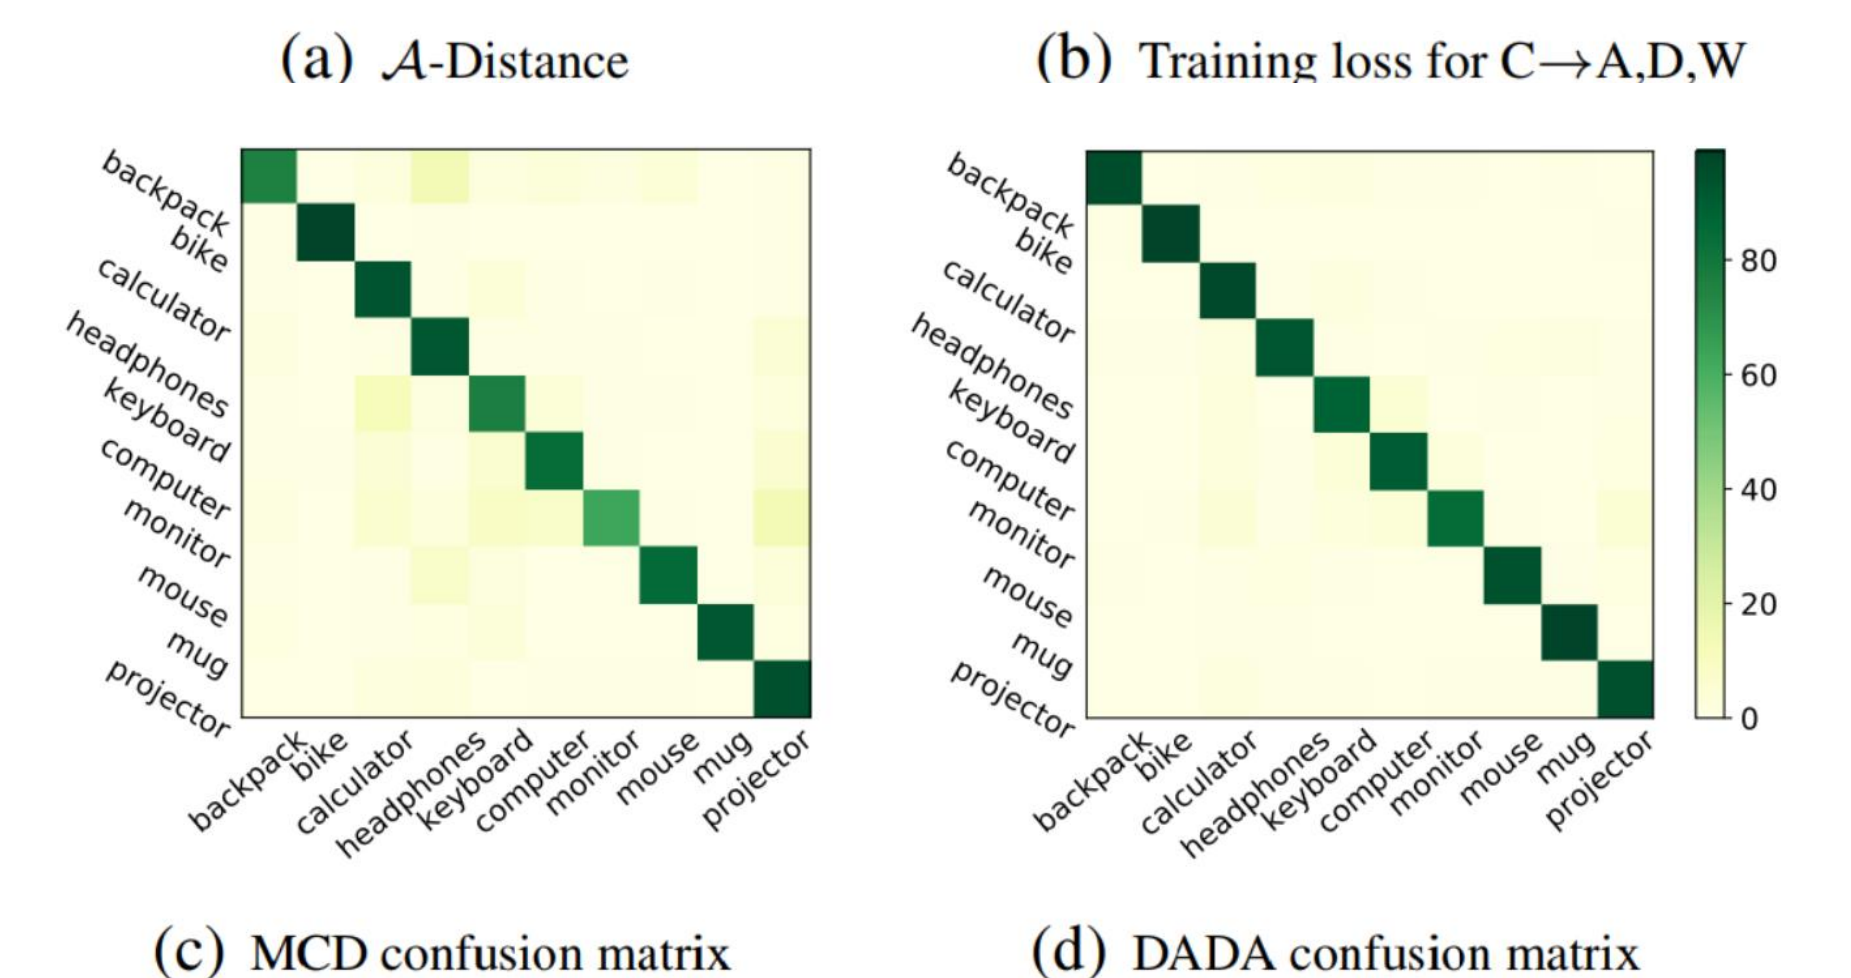 (a) 𝒜-Distance
(b) Training loss for C→A,D,W
backpack
bike
calculator
headphones
keyboard
computer
monitor
mouse
mug
projector
backpack
bike
calculator
headphones
keyboard
computer
monitor
mouse
mug
projector
backpack
bike
calculator
headphones
keyboard
computer
monitor
mouse
mug
projector
backpack
bike
calculator
headphones
keyboard
computer
monitor
mouse
mug
projector
80
60
40
20
0
(c) MCD confusion matrix
(d) DADA confusion matrix